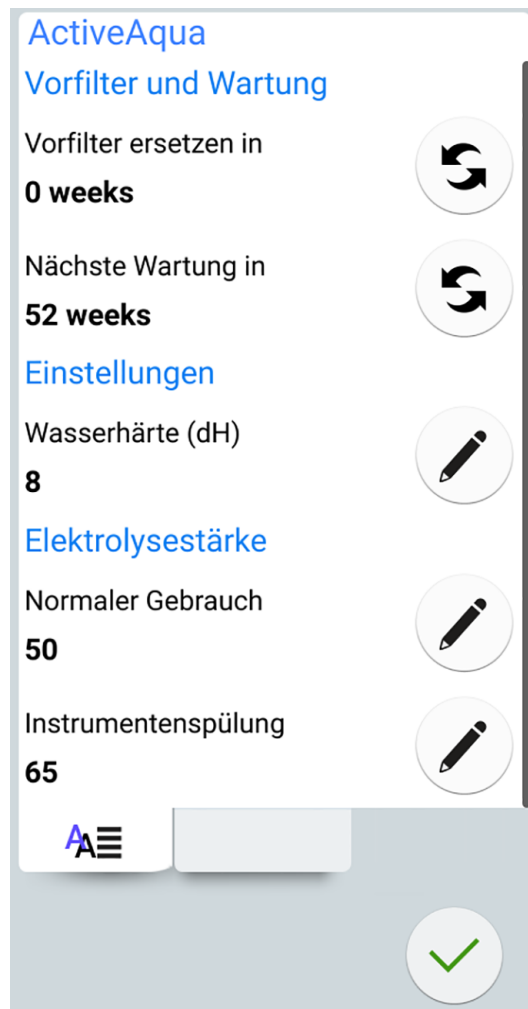 ActiveAqua
Vorfilter und Wartung
Vorfilter ersetzen in
0 weeks
Nächste Wartung in
52 weeks
Einstellungen
Wasserhärte (dH)
8
Elektrolysestärke
Normaler Gebrauch
50
Instrumentenspülung
65